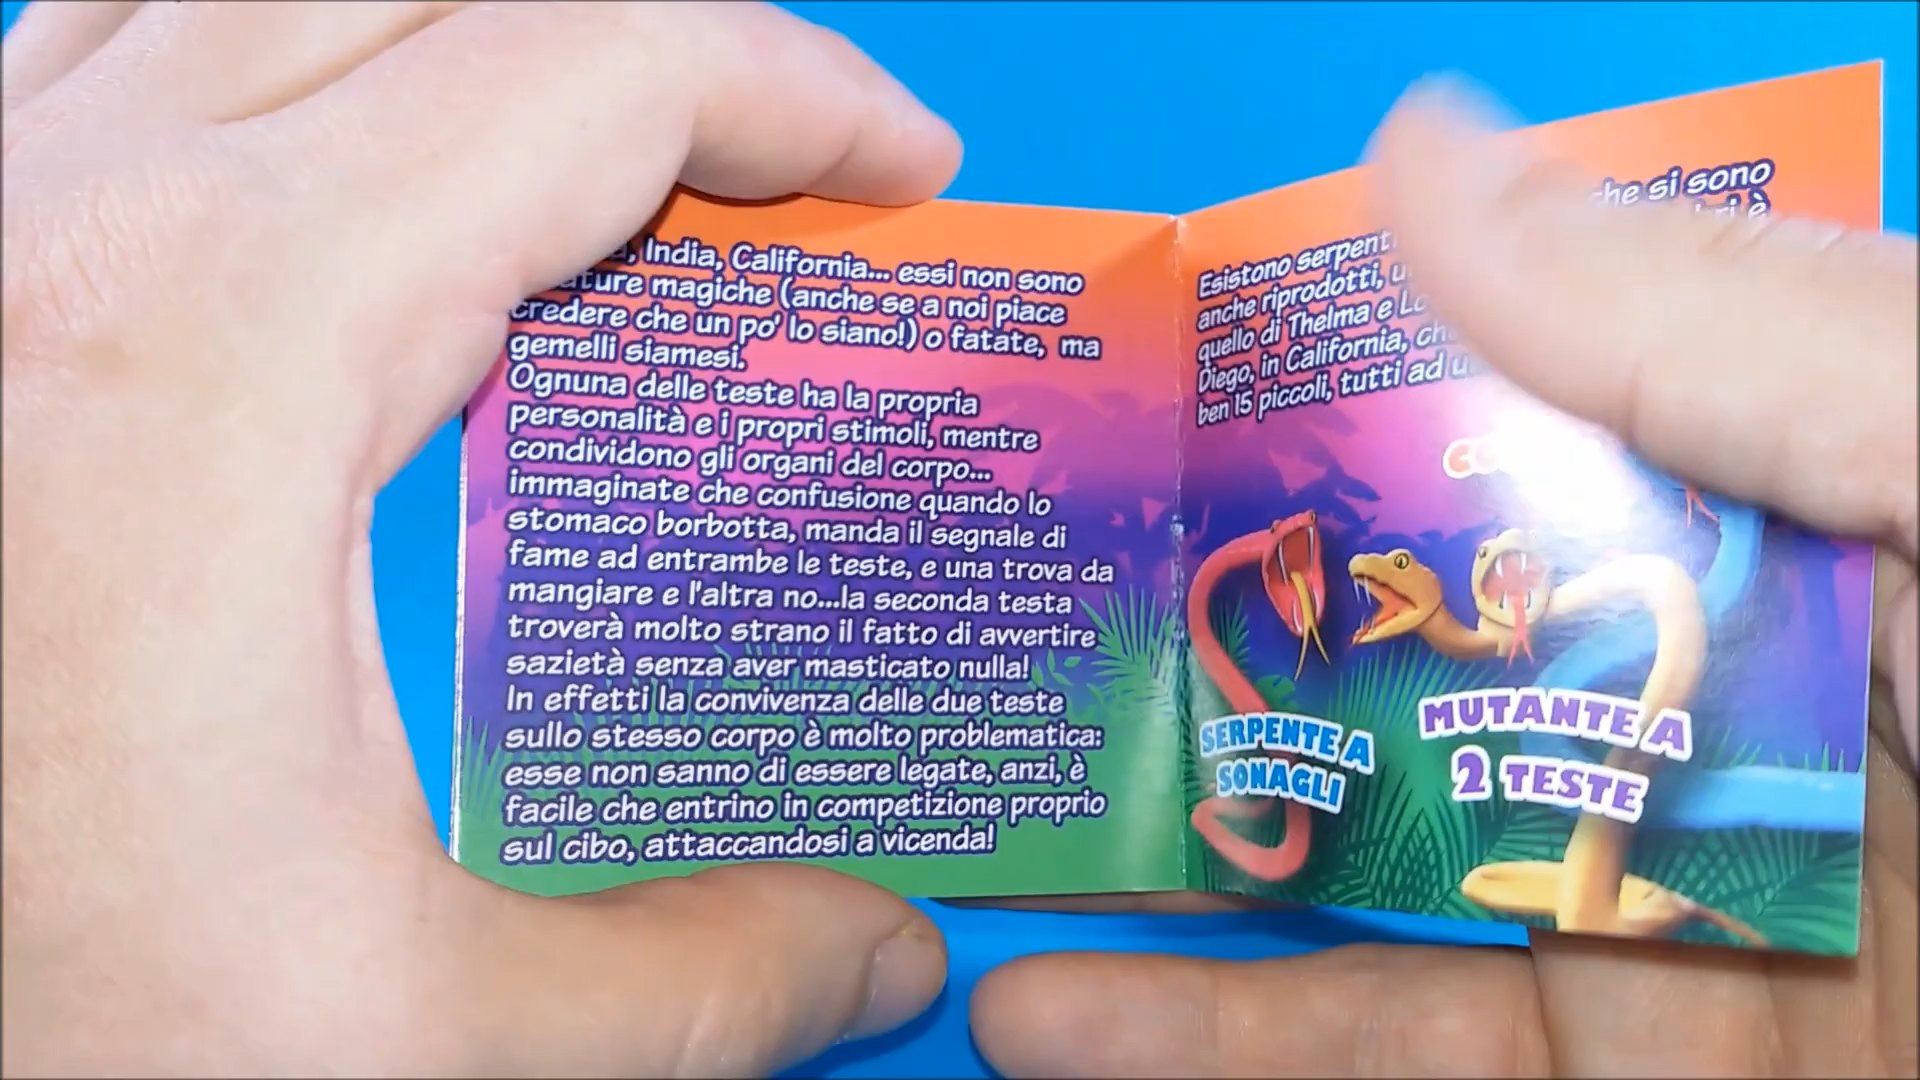 India, California... essi non sono
magiche (anche se a noi piace
credere che un po' lo siano!) o fatate, ma
gemelli siamesi.
Ognuna delle teste ha la propria
personalità e i propri stimoli, mentre
condividono gli organi del corpo...
immaginate che confusione quando lo
stomaco borbotta, manda il segnale di
fame ad entrambe le teste, e una trova da
mangiare e l'altra no...la seconda testa
troverà molto strano il fatto di avvertire
sazietà senza aver masticato nulla!
In effetti la convivenza delle due teste
sullo stesso corpo è molto problematica:
esse non sanno di essere legate, anzi, è
facile che entrino in competizione proprio
sul cibo, attaccandosi a vicenda!
Esistono che si sono
anche riprodotti, è
quello di Thelma e
Diego, in California,
ben 15 piccoli, tutti ad
SERPENTE A
SONAGLI
MUTANTE A
2 TESTE